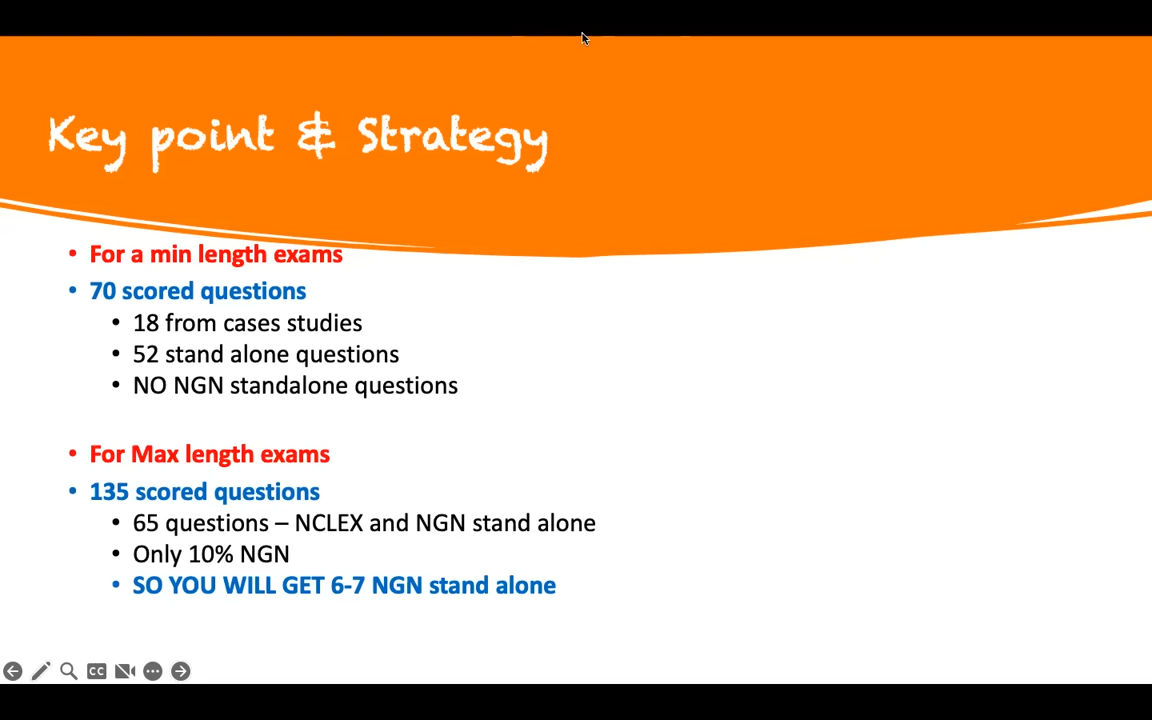 Key point & Strategy
• For a min length exams
• 70 scored questions
• 18 from cases studies
• 52 stand alone questions
• NO NGN standalone questions
• For Max length exams
• 135 scored questions
• 65 questions – NCLEX and NGN stand alone
• Only 10% NGN
• SO YOU WILL GET 6-7 NGN stand alone
CC